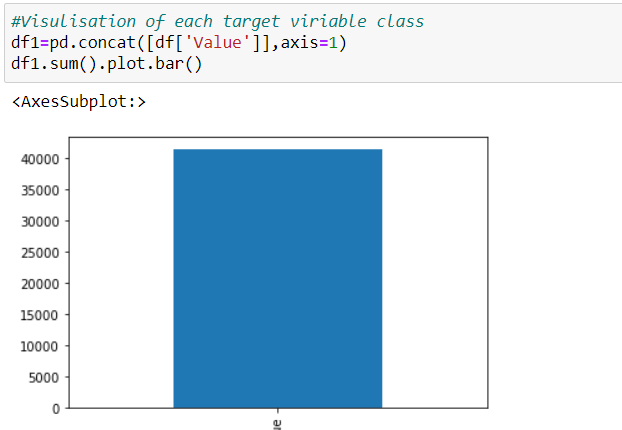 #Visulisation of each target viriable class
df1=pd.concat([df['Value']],axis=1)
df1.sum().plot.bar()
<AxesSubplot:>
40000
35000
30000
25000
20000
15000
10000
5000
0